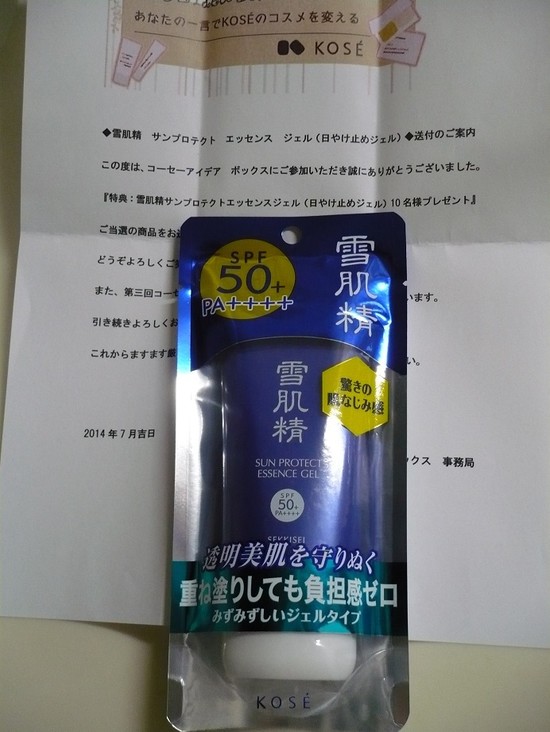 あなたの一言でKOSÉのコスメを変える
KOSÉ
◆雪肌精 サンプロテクト エッセンス ジェル（日やけ止めジェル）◆送付のご案内
この度は、コーセーアイデア ボックスにご参加いただき誠にありがとうございました。
『特典：雪肌精サンプロテクトエッセンスジェル（日やけ止めジェル）10名様プレゼント』
ご当選の商品をお送
どうぞよろしくご
また、第三回コーセ
います。
引き続きよろしくお
これからますます厳
い。
2014年7月吉日
ックス 事務局
SPF
50+
PA++++
雪肌精
驚きの
肌なじみ感
雪肌精
SUN PROTECT
ESSENCE GEL
SPF
50+
PA++++
SEKKISEI
透明美肌を守りぬく
重ね塗りしても負担感ゼロ
みずみずしいジェルタイプ
KOSÉ